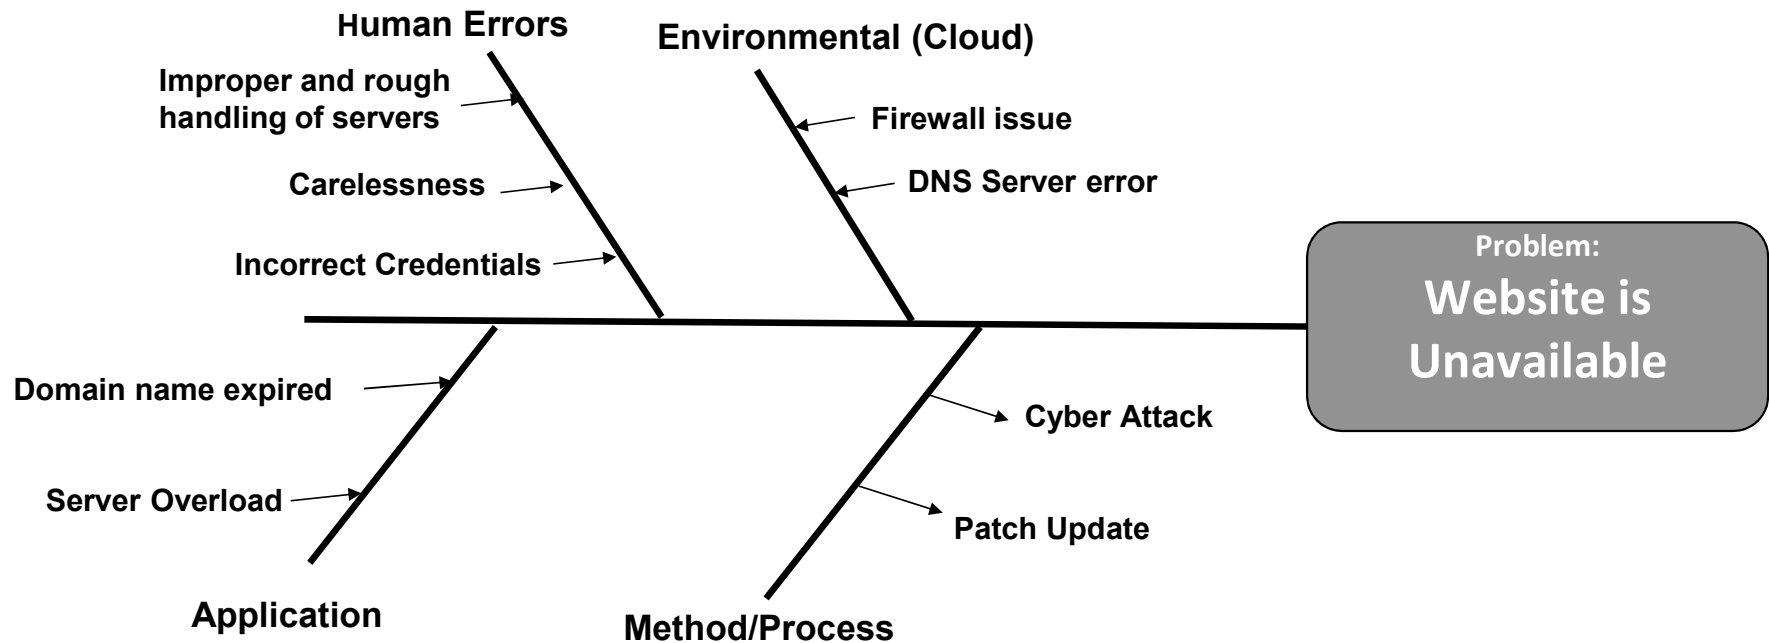 Human Errors
Environmental (Cloud)
Improper and rough
handling of servers
Firewall issue
Carelessness
DNS Server error
Incorrect Credentials
Problem:
Website is
Unavailable
Domain name expired
Cyber Attack
Server Overload
Patch Update
Application
Method/Process